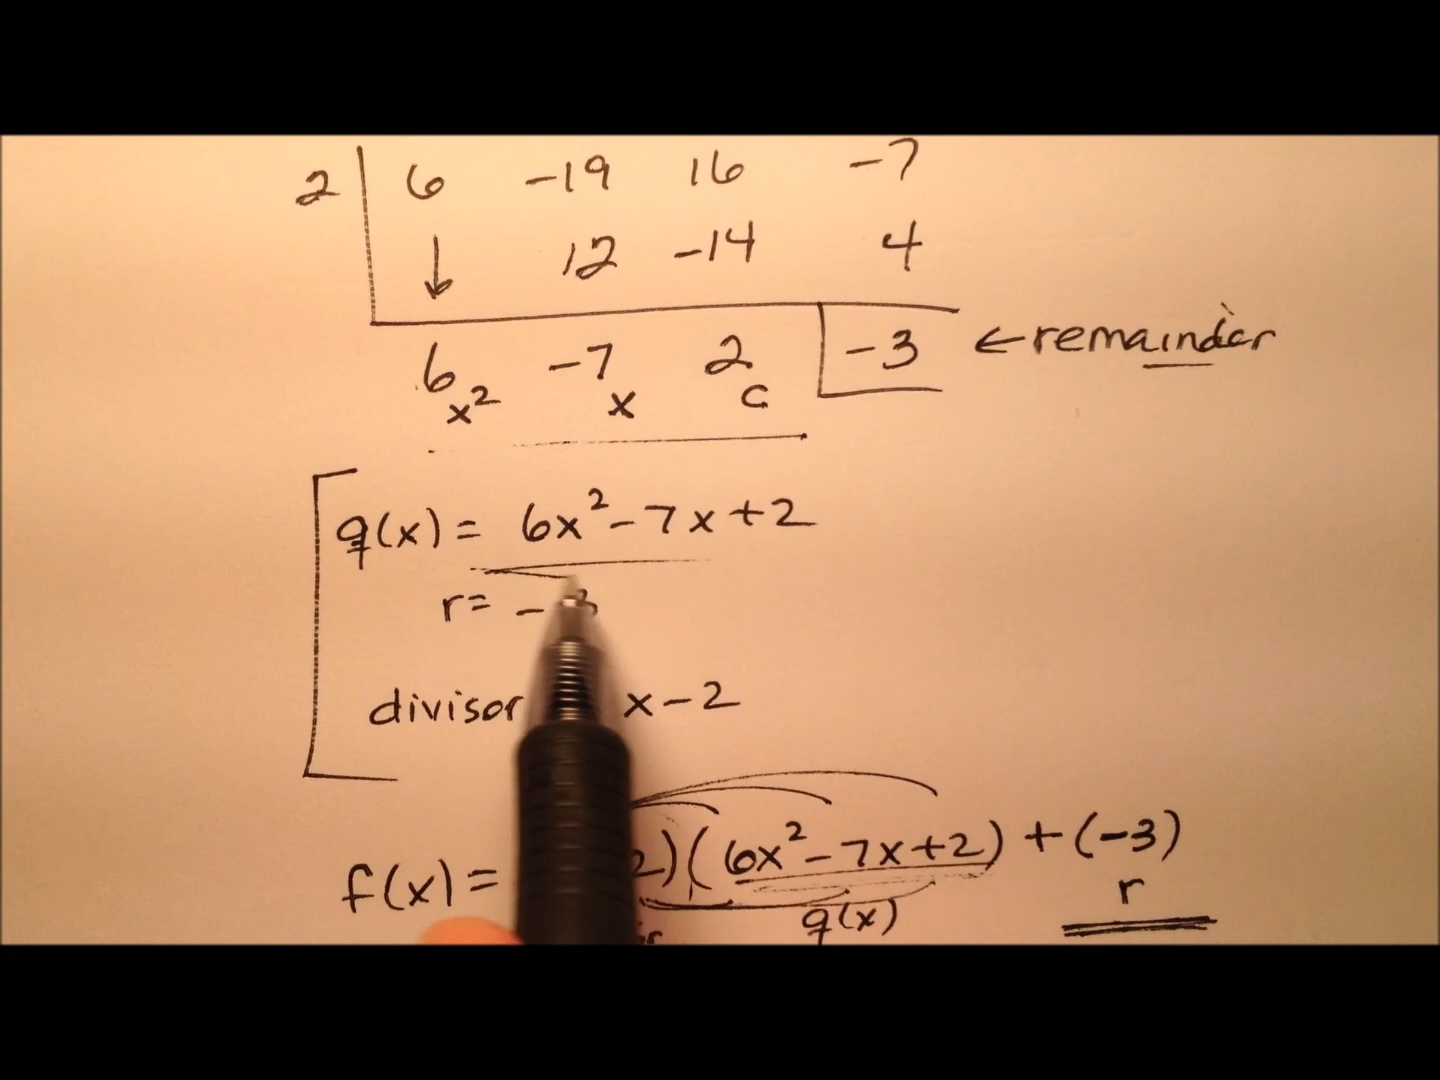 2 6 -19 16 -7
↓ 12 -14 4
6 -7 2 -3 ← remainder
x² x c
q(x) = 6x² - 7x + 2
r = -
divisor x - 2
f(x) = 2)(6x² - 7x + 2) + (-3)
q(x) r